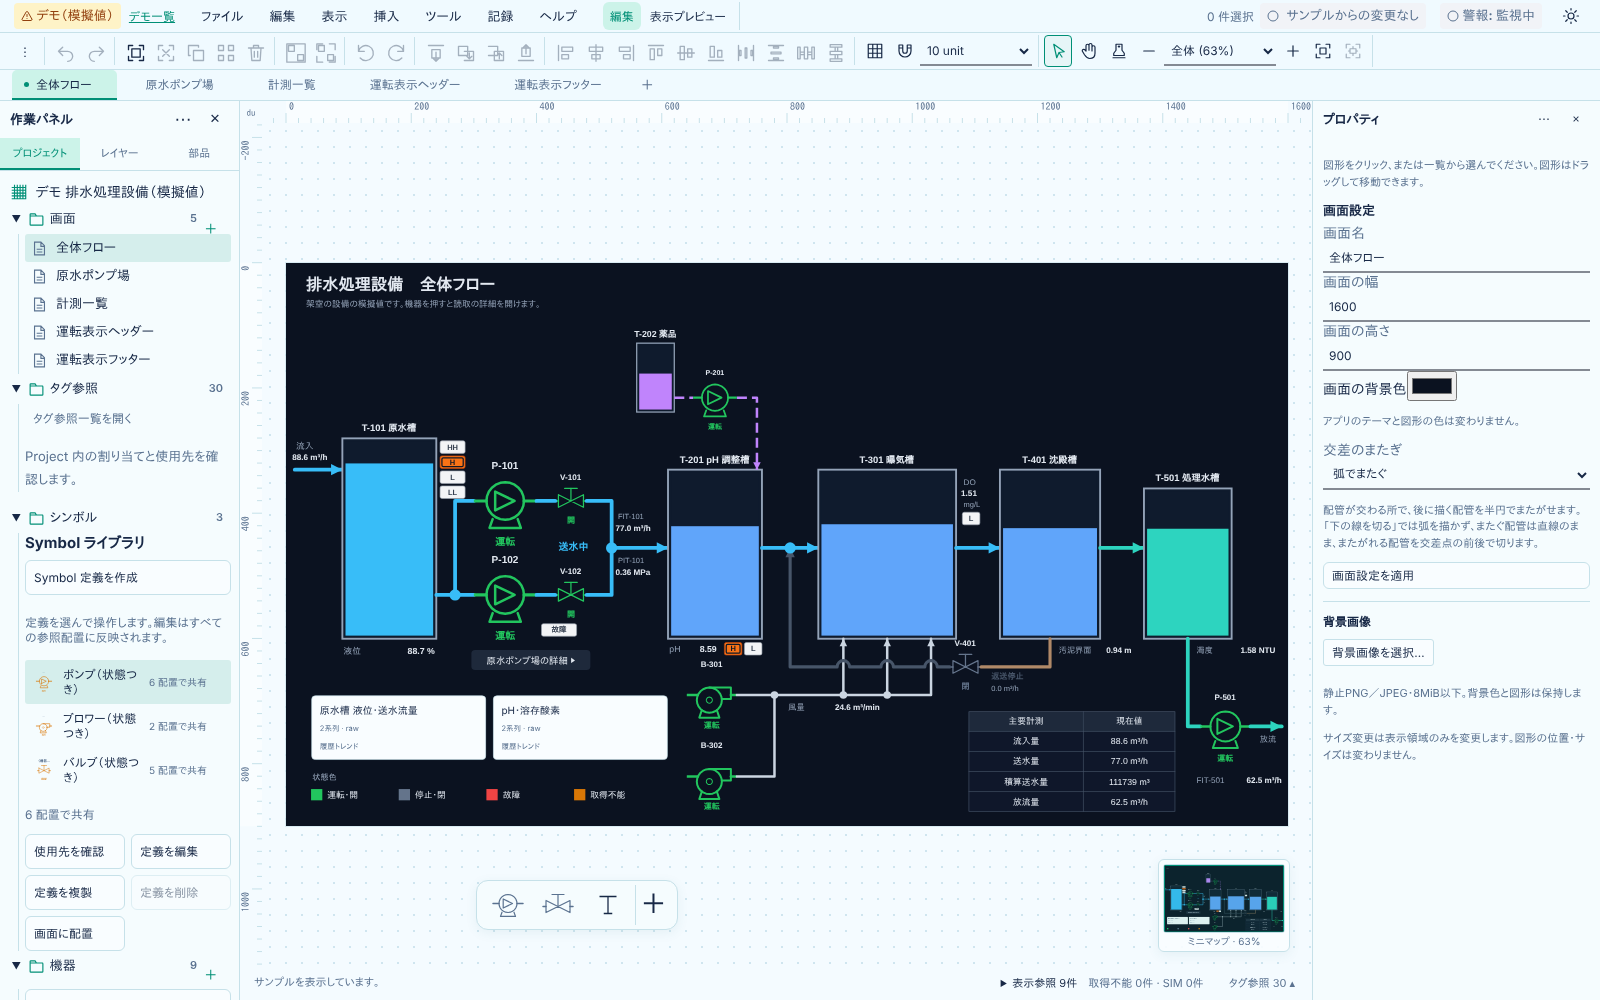 デモ(模擬値)
デモ一覧
ファイル
編集
表示
挿入
ツール
記録
ヘルプ
編集
表示プレビュー
0 件選択
サンプルからの変更なし
警報: 監視中
10 unit
全体 (63%)
全体フロー
原水ポンプ場
計測一覧
運転表示ヘッダー
運転表示フッター
作業パネル
プロジェクト
レイヤー
部品
デモ 排水処理設備(模擬値)
画面
5
全体フロー
原水ポンプ場
計測一覧
運転表示ヘッダー
運転表示フッター
タグ参照
30
タグ参照一覧を開く
Project 内の割り当てと使用先を確
認します。
シンボル
3
Symbol ライブラリ
Symbol 定義を作成
定義を選んで操作します。編集はすべて
の参照配置に反映されます。
ポンプ(状態つ
き)
6 配置で共有
ブロワー(状態
つき)
2 配置で共有
バルブ(状態つ
き)
5 配置で共有
6 配置で共有
使用先を確認
定義を編集
定義を複製
定義を削除
画面に配置
機器
9
du
0
200
400
600
800
1000
1200
1400
1600
-200
0
200
400
600
800
1000
排水処理設備 全体フロー
架空の設備の模擬値です。機器を押すと読取の詳細を開けます。
T-202 薬品
P-201
運転
T-101 原水槽
流入
88.6 m³/h
HH
H
L
LL
P-101
運転
V-101
開
P-102
運転
V-102
開
故障
送水中
FIT-101
77.0 m³/h
PIT-101
0.36 MPa
液位
88.7 %
原水ポンプ場の詳細 ▸
T-201 pH 調整槽
pH
8.59
H
L
T-301 曝気槽
DO
1.51
mg/L
L
T-401 沈殿槽
T-501 処理水槽
V-401
閉
汚泥界面
0.94 m
返送停止
0.0 m³/h
濁度
1.58 NTU
B-301
運転
B-302
運転
風量
24.6 m³/min
P-501
運転
放流
FIT-501
62.5 m³/h
原水槽 液位・送水流量
2系列・raw
履歴トレンド
pH・溶存酸素
2系列・raw
履歴トレンド
状態色
運転・開
停止・閉
故障
取得不能
主要計測
現在値
流入量
88.6 m³/h
送水量
77.0 m³/h
積算送水量
111739 m³
放流量
62.5 m³/h
ミニマップ · 63%
サンプルを表示しています。
▸ 表示参照 9件
取得不能 0件 · SIM 0件
タグ参照 30 ▴
プロパティ
図形をクリック、または一覧から選んでください。図形はドラ
ッグして移動できます。
画面設定
画面名
全体フロー
画面の幅
1600
画面の高さ
900
画面の背景色
アプリのテーマと図形の色は変わりません。
交差のまたぎ
弧でまたぐ
配管が交わる所で、後に描く配管を半円でまたがせます。
「下の線を切る」では弧を描かず、またぐ配管は直線のま
ま、またがれる配管を交差点の前後で切ります。
画面設定を適用
背景画像
背景画像を選択...
静止PNG／JPEG・8MiB以下。背景色と図形は保持しま
す。
サイズ変更は表示領域のみを変更します。図形の位置・サ
イズは変わりません。